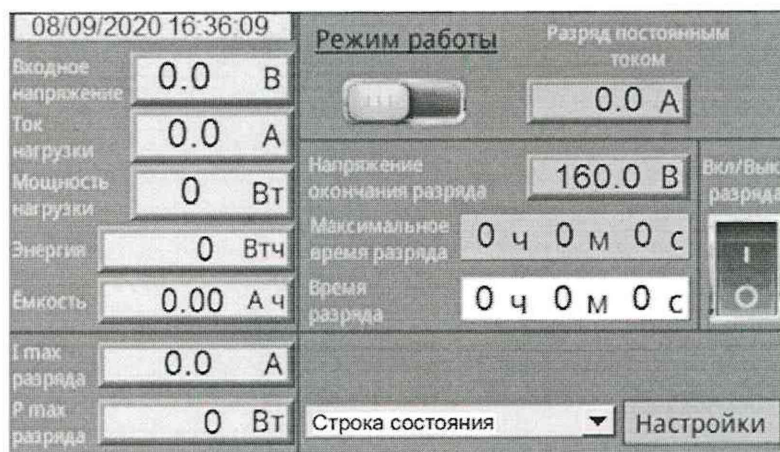 08/09/2020 16:36:09
Входное
напряжение
0.0 В
Ток
нагрузки
0.0 А
Мощность
нагрузки
0 Вт
Энергия
0 Втч
Ёмкость
0.00 А ч
I max
разряда
0.0 А
P max
разряда
0 Вт
Режим работы
Разряд постоянным
током
0.0 А
Напряжение
окончания разряда
160.0 В
Максимальное
время разряда
0 ч 0 м 0 с
Время
разряда
0 ч 0 м 0 с
Вкл/Вык
разряд
I
O
Строка состояния
Настройки